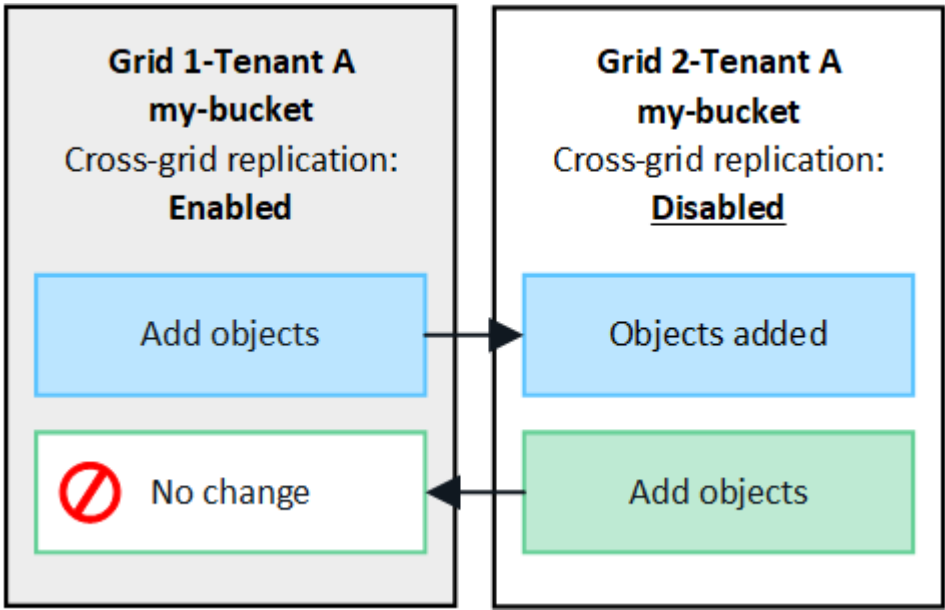 Grid 1-Tenant A
my-bucket
Cross-grid replication:
Enabled
Add objects
No change
Grid 2-Tenant A
my-bucket
Cross-grid replication:
Disabled
Objects added
Add objects